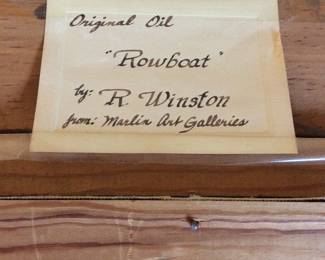 Original Oil
"Rowboat"
by: R. Winston
from: Marlin Art Galleries